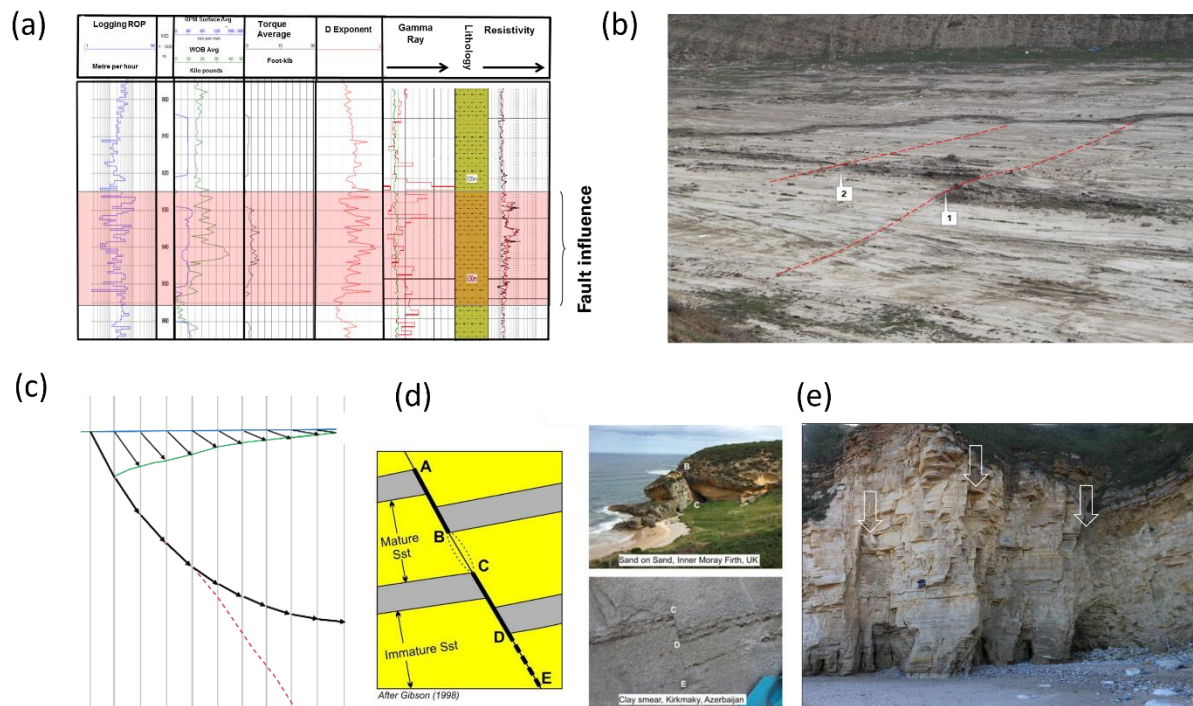 (a)
Logging ROP
Metre per hour
RPM Surface Avg
WOB Avg
Kilo pounds
Torque
Average
Foot-klb
D Exponent
Gamma
Ray
Lithology
Resistivity
Fault influence
(b)
2
1
(c)
(d)
A
B
C
D
E
Mature
Sst
Immature Sst
After Gibson (1998)
B
C
Sand on Sand, Inner Moray Firth, UK
C
D
E
Clay smear, Kirkmaky, Azerbaijan
(e)